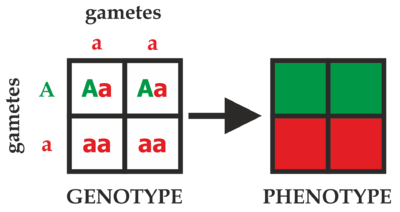 gametes
a a
gametes
A Aa Aa
a aa aa
GENOTYPE PHENOTYPE